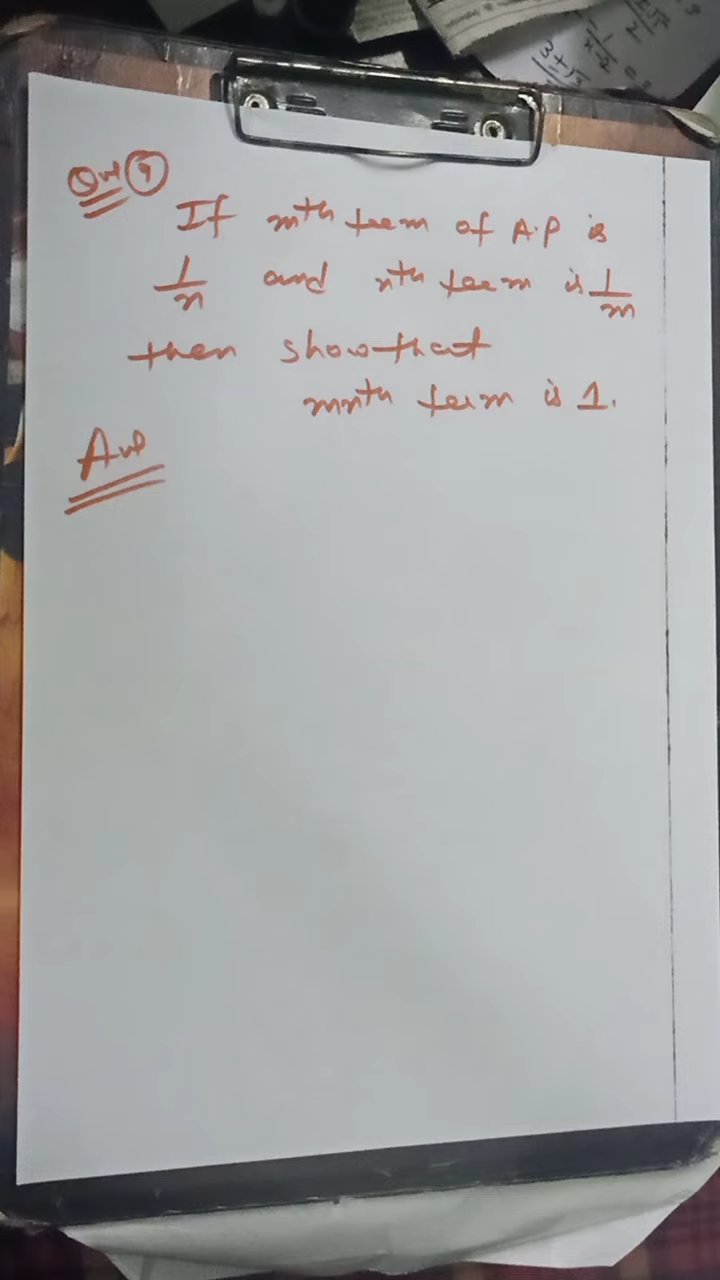 Que 9
If mth term of A.P is
1/n and nth term is 1/m
then show that
mnth term is 1.
Ans